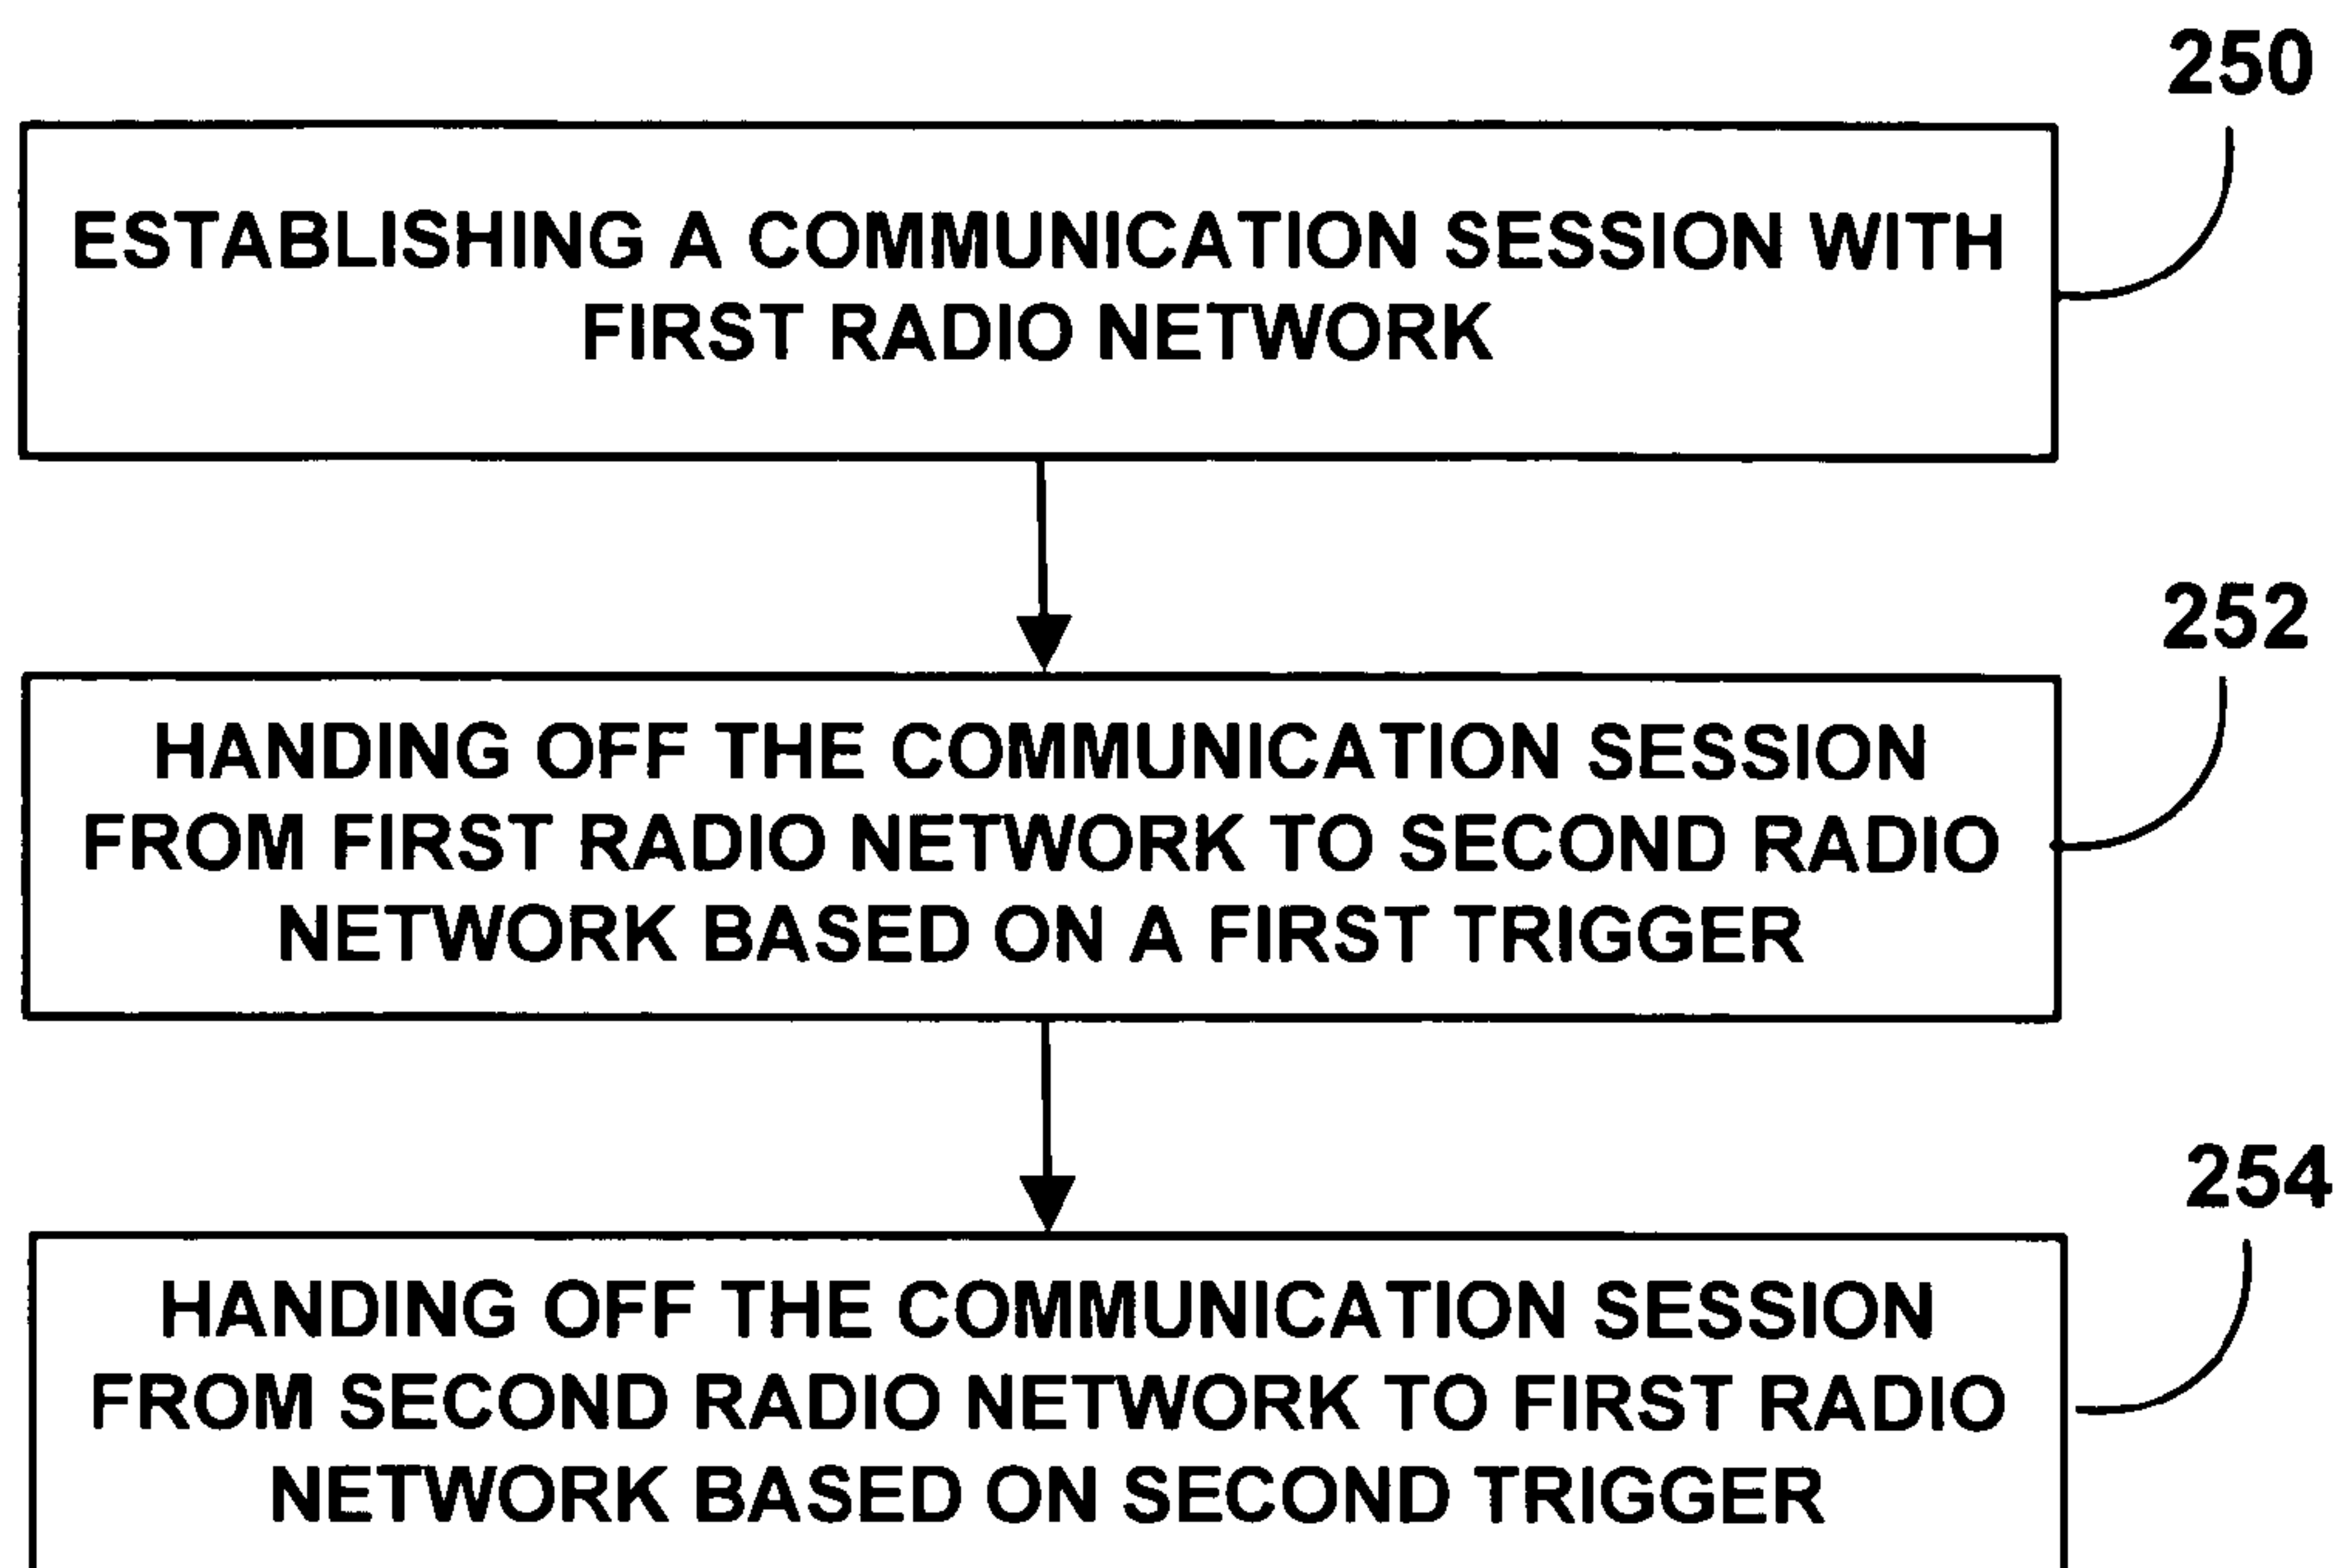 250
ESTABLISHING A COMMUNICATION SESSION WITH
FIRST RADIO NETWORK
252
HANDING OFF THE COMMUNICATION SESSION
FROM FIRST RADIO NETWORK TO SECOND RADIO
NETWORK BASED ON A FIRST TRIGGER
254
HANDING OFF THE COMMUNICATION SESSION
FROM SECOND RADIO NETWORK TO FIRST RADIO
NETWORK BASED ON SECOND TRIGGER